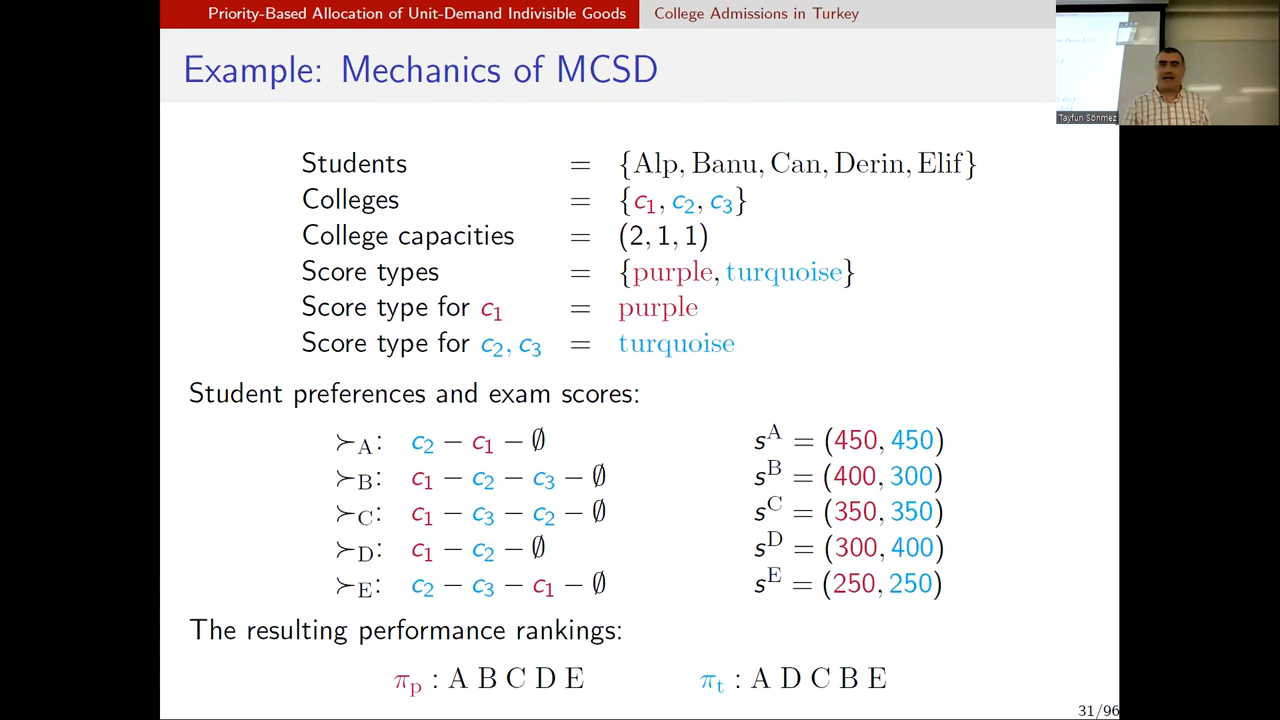 Priority-Based Allocation of Unit-Demand Indivisible Goods College Admissions in Turkey
Example: Mechanics of MCSD
Tayfun Sönmez
Students = {Alp, Banu, Can, Derin, Elif}
Colleges = {c₁, c₂, c₃}
College capacities = (2, 1, 1)
Score types = {purple, turquoise}
Score type for c₁ = purple
Score type for c₂, c₃ = turquoise
Student preferences and exam scores:
≻_A: c₂ − c₁ − ∅ s^A = (450, 450)
≻_B: c₁ − c₂ − c₃ − ∅ s^B = (400, 300)
≻_C: c₁ − c₃ − c₂ − ∅ s^C = (350, 350)
≻_D: c₁ − c₂ − ∅ s^D = (300, 400)
≻_E: c₂ − c₃ − c₁ − ∅ s^E = (250, 250)
The resulting performance rankings:
π_p : A B C D E π_t : A D C B E
31/96